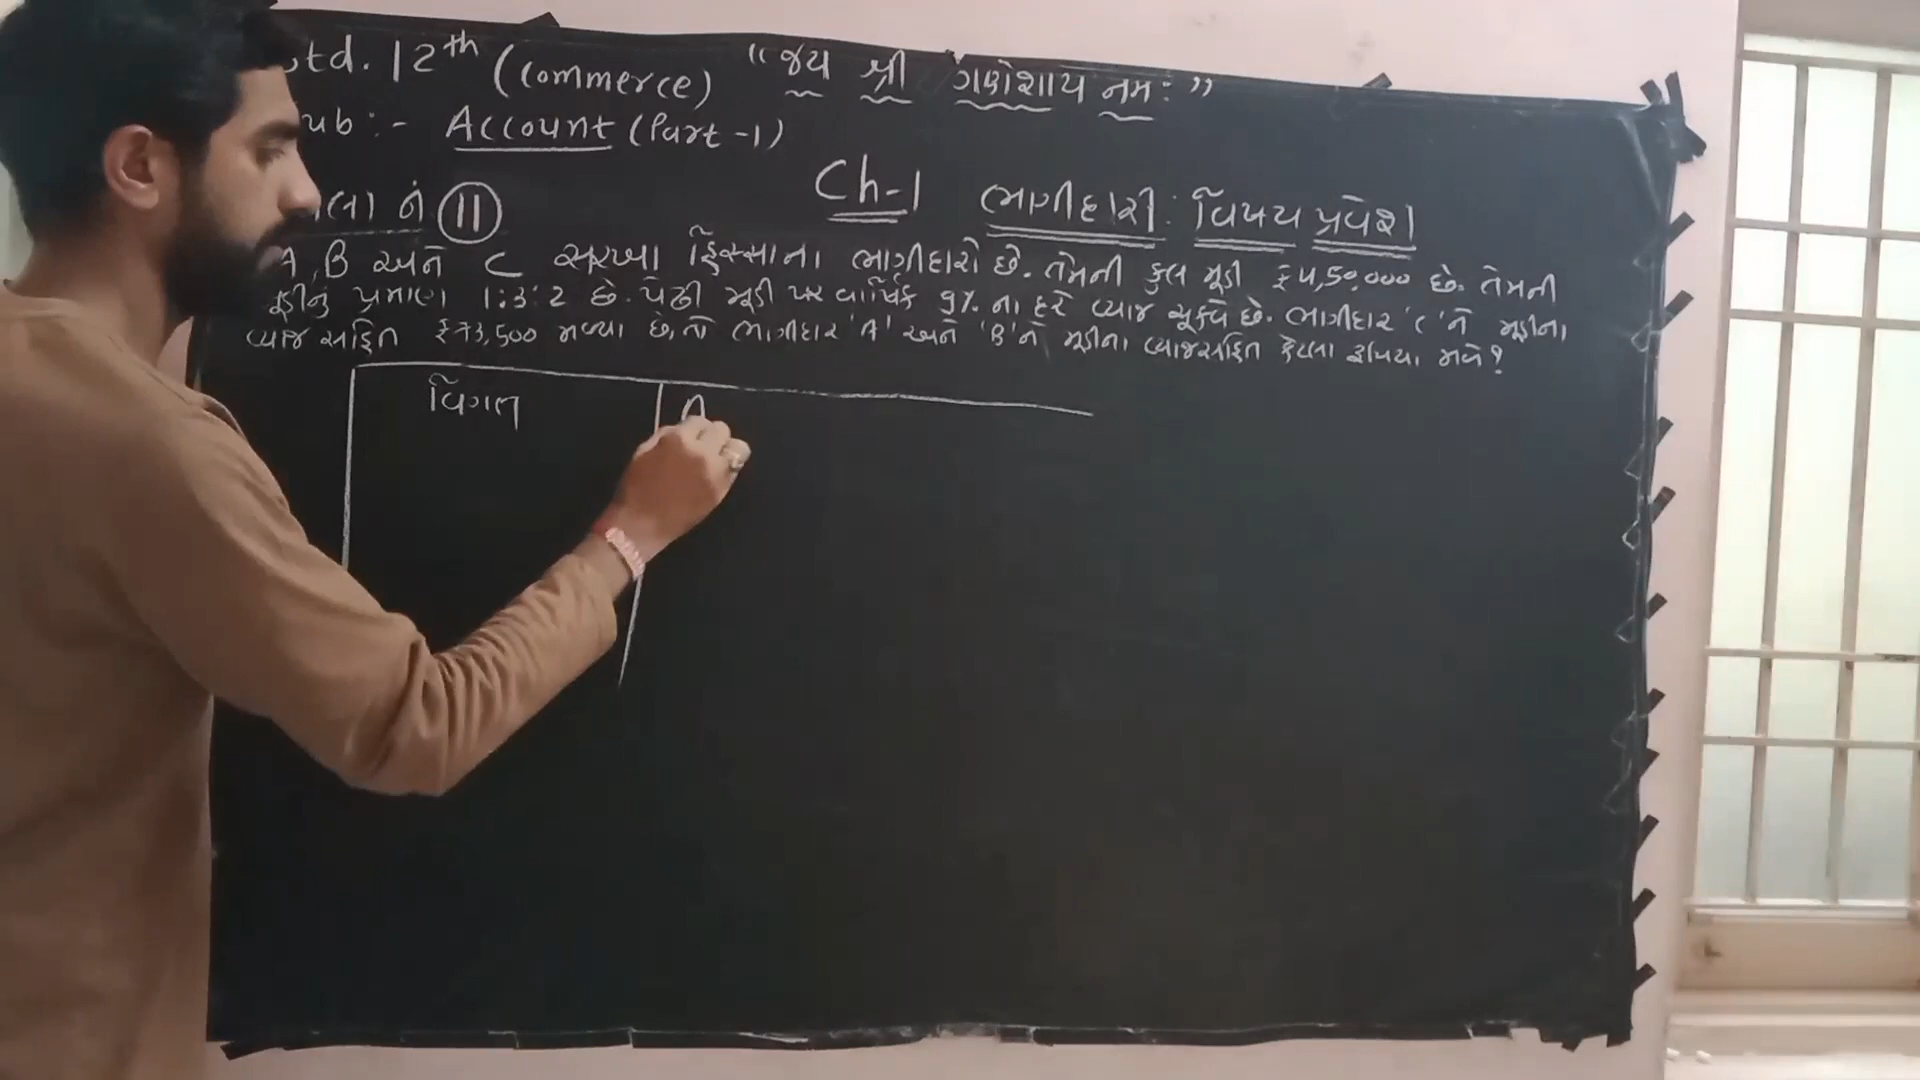 td. 12th (commerce) "જય શ્રી ગણેશાય નમઃ"
ub :- Account (Part -1)
Ch-1 ભાગીદારી : વિષય પ્રવેશ
લા નં 11
A, B અને C સરખા હિસ્સાના ભાગીદારો છે. તેમની કુલ મૂડી ₹ ૫,50,000 છે. તેમની
મૂડીનું પ્રમાણ 1:3:2 છે. પેઢી મૂડી પર વાર્ષિક 9% ના દરે વ્યાજ ચૂકવે છે. ભાગીદાર 'C' ને મૂડીના
વ્યાજ સહિત ₹ 73,500 મળ્યા છે, તો ભાગીદાર 'A' અને 'B' ને મૂડીના વ્યાજસહિત કેટલા રૂપિયા મળે ?
વિગત